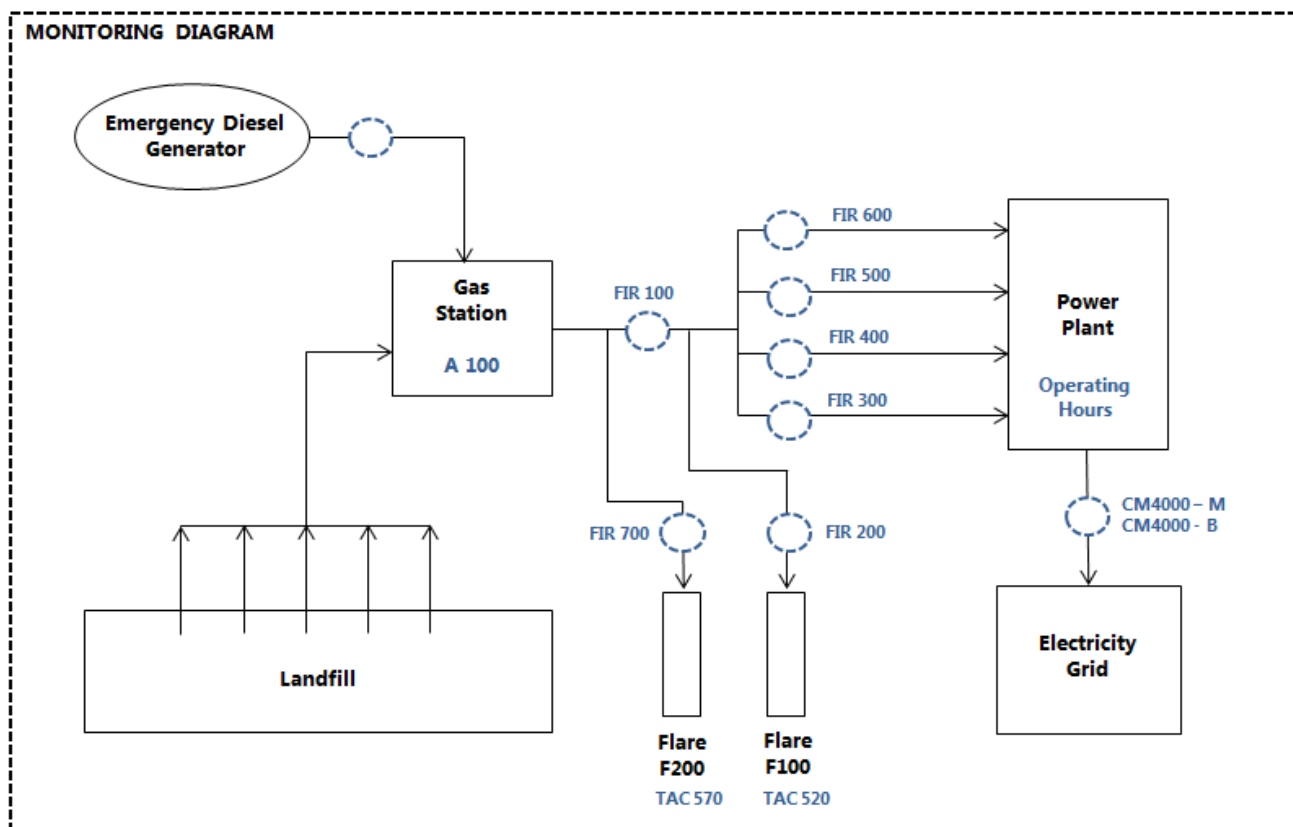 MONITORING DIAGRAM
Emergency Diesel
Generator
Gas
Station
A 100
FIR 100
FIR 600
FIR 500
FIR 400
FIR 300
Power
Plant
Operating
Hours
CM4000 – M
CM4000 - B
FIR 700
FIR 200
Landfill
Flare
F200
TAC 570
Flare
F100
TAC 520
Electricity
Grid